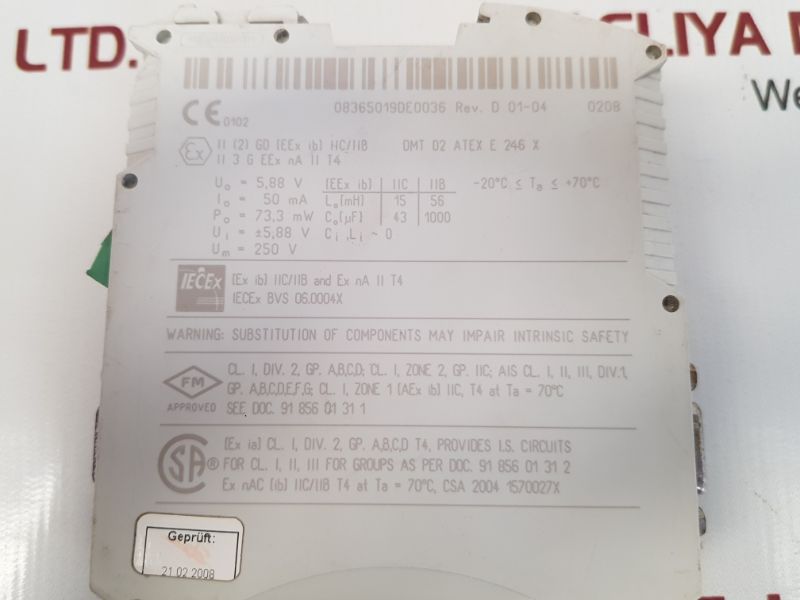 LTD.
ELIYA
We
CE 0102
08365019DE0036 Rev. D 01-04 0208
Ex
II (2) GD [EEx ib] IIC/IIB DMT 02 ATEX E 246 X
II 3 G EEx nA II T4
Uo = 5,88 V [EEx ib] IIC IIB -20°C ≤ Ta ≤ +70°C
Io = 50 mA Lo[mH] 15 56
Po = 73,3 mW Co[µF] 43 1000
Ui = ±5,88 V Ci ,Li ~ 0
Um = 250 V
IECEx
[Ex ib] IIC/IIB and Ex nA II T4
IECEx BVS 06.0004X
WARNING: SUBSTITUTION OF COMPONENTS MAY IMPAIR INTRINSIC SAFETY
FM
APPROVED
CL. I, DIV. 2, GP. A,B,C,D; CL. I, ZONE 2, GP. IIC; AIS CL. I, II, III, DIV.1,
GP. A,B,C,D,E,F,G; CL. I, ZONE 1 [AEx ib] IIC, T4 at Ta = 70°C
SEE DOC. 91 856 01 31 1
SA ®
[Ex ia] CL. I, DIV. 2, GP. A,B,C,D T4, PROVIDES I.S. CIRCUITS
FOR CL. I, II, III FOR GROUPS AS PER DOC. 91 856 01 31 2
Ex nAC [ib] IIC/IIB T4 at Ta = 70°C, CSA 2004 1570027X
Geprüft:
21 02 2008